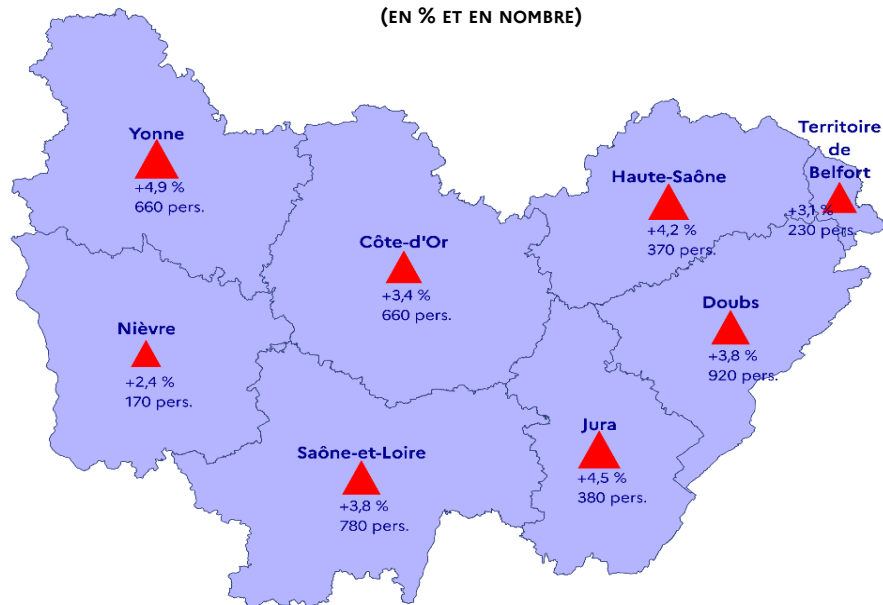 (EN % ET EN NOMBRE)
Yonne
+4,9 %
660 pers.
Territoire
de
Belfort
+3,1 %
230 pers.
Haute-Saône
+4,2 %
370 pers.
Côte-d'Or
+3,4 %
660 pers.
Doubs
+3,8 %
920 pers.
Nièvre
+2,4 %
170 pers.
Jura
+4,5 %
380 pers.
Saône-et-Loire
+3,8 %
780 pers.